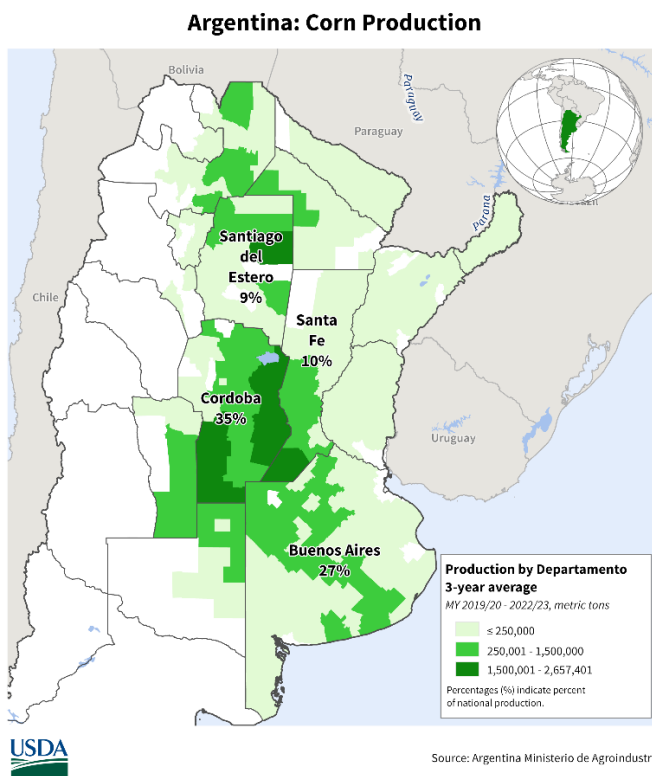 Argentina: Corn Production
Bolivia
Paraguay
Paraguay
Parana
Chile
Santiago
del
Estero
9%
Santa
Fe
10%
Cordoba
35%
Uruguay
Buenos Aires
27%
Production by Departamento
3-year average
MY 2019/20 - 2022/23, metric tons
≤ 250,000
250,001 - 1,500,000
1,500,001 - 2,657,401
Percentages (%) indicate percent
of national production.
USDA
Source: Argentina Ministerio de Agroindustr